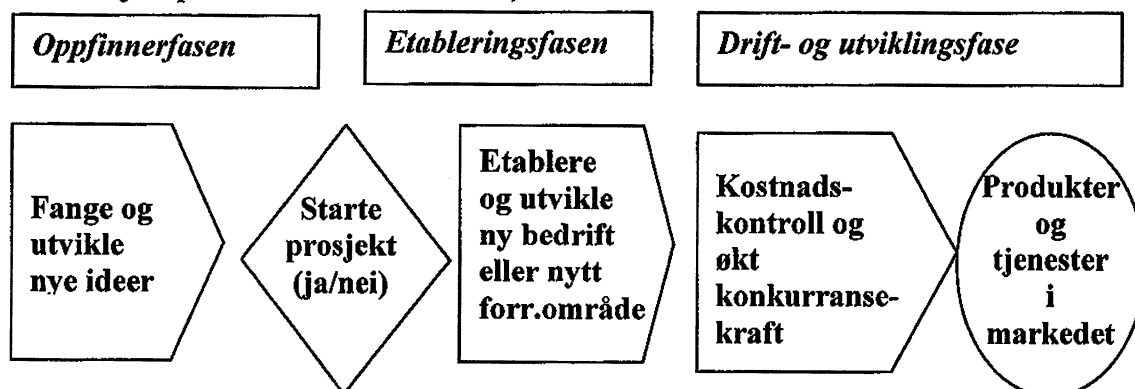 Oppfinnerfasen
Etableringsfasen
Drift- og utviklingsfase
Fange og
utvikle
nye ideer
Starte
prosjekt
(ja/nei)
Etablere
og utvikle
ny bedrift
eller nytt
forr.område
Kostnads-
kontroll og
økt
konkurranse-
kraft
Produkter
og
tjenester
i
markedet